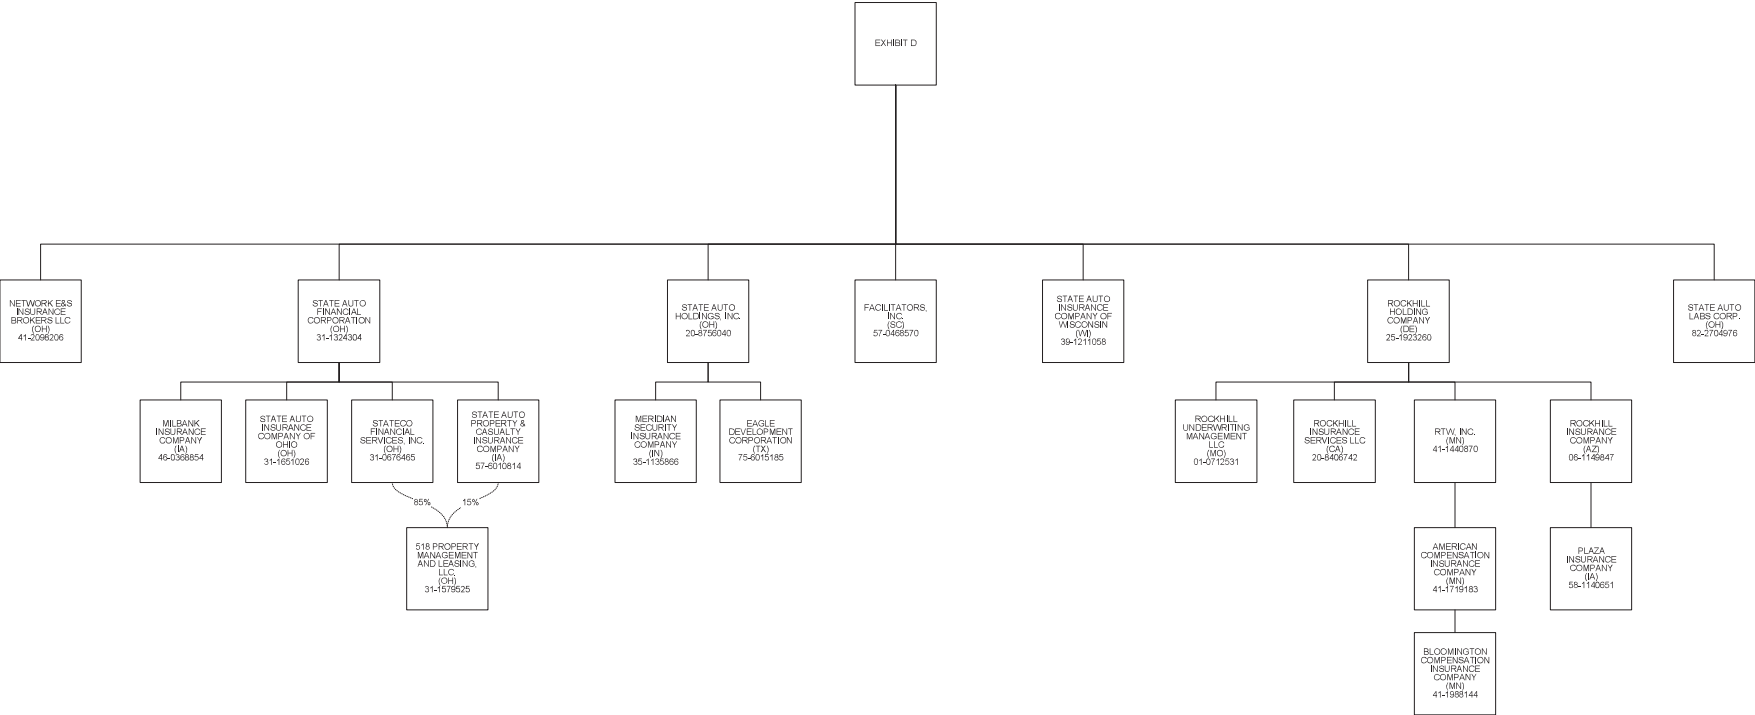 EXHIBIT D
NETWORK E&S
INSURANCE
BROKERS LLC
(OH)
41-2098206
STATE AUTO
FINANCIAL
CORPORATION
(OH)
31-1324304
STATE AUTO
HOLDINGS, INC.
(OH)
20-8756040
FACILITATORS,
INC.
(SC)
57-0468570
STATE AUTO
INSURANCE
COMPANY OF
WISCONSIN
(WI)
39-1211058
ROCKHILL
HOLDING
COMPANY
(DE)
25-1923260
STATE AUTO
LABS CORP.
(OH)
82-2704976
MILBANK
INSURANCE
COMPANY
(IA)
46-0368854
STATE AUTO
INSURANCE
COMPANY OF
OHIO
(OH)
31-1651026
STATECO
FINANCIAL
SERVICES, INC.
(OH)
31-0676465
STATE AUTO
PROPERTY &
CASUALTY
INSURANCE
COMPANY
(IA)
57-6010814
MERIDIAN
SECURITY
INSURANCE
COMPANY
(IN)
35-1135866
EAGLE
DEVELOPMENT
CORPORATION
(TX)
75-6015185
ROCKHILL
UNDERWRITING
MANAGEMENT
LLC
(MO)
01-0712531
ROCKHILL
INSURANCE
SERVICES LLC
(CA)
20-8406742
RTW, INC.
(MN)
41-1440870
ROCKHILL
INSURANCE
COMPANY
(AZ)
06-1149847
85%
15%
518 PROPERTY
MANAGEMENT
AND LEASING,
LLC.
(OH)
31-1579525
AMERICAN
COMPENSATION
INSURANCE
COMPANY
(MN)
41-1719183
PLAZA
INSURANCE
COMPANY
(IA)
58-1140651
BLOOMINGTON
COMPENSATION
INSURANCE
COMPANY
(MN)
41-1988144